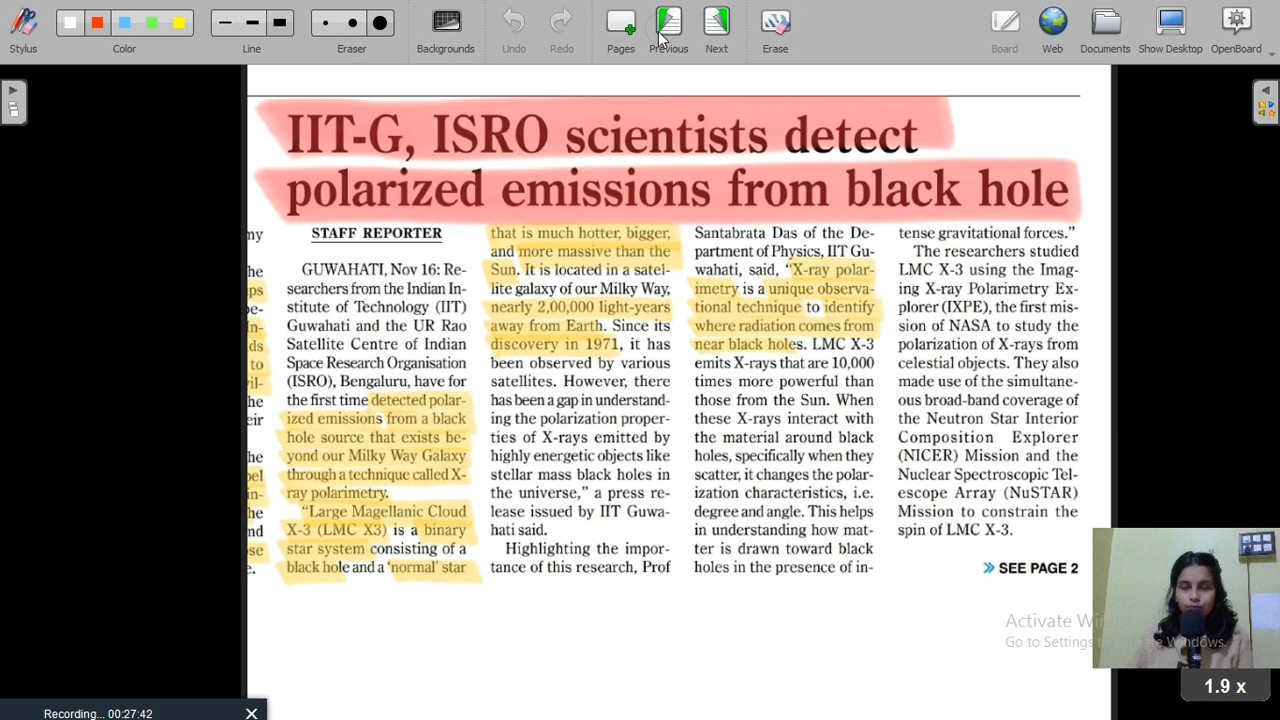 Stylus
Color
Line
Eraser
Backgrounds
Undo
Redo
Pages
Previous
Next
Erase
Board
Web
Documents
Show Desktop
OpenBoard
IIT-G, ISRO scientists detect
polarized emissions from black hole
STAFF REPORTER
GUWAHATI, Nov 16: Re-
searchers from the Indian In-
stitute of Technology (IIT)
Guwahati and the UR Rao
Satellite Centre of Indian
Space Research Organisation
(ISRO), Bengaluru, have for
the first time detected polar-
ized emissions from a black
hole source that exists be-
yond our Milky Way Galaxy
through a technique called X-
ray polarimetry.
“Large Magellanic Cloud
X-3 (LMC X3) is a binary
star system consisting of a
black hole and a ‘normal’ star
that is much hotter, bigger,
and more massive than the
Sun. It is located in a satel-
lite galaxy of our Milky Way,
nearly 2,00,000 light-years
away from Earth. Since its
discovery in 1971, it has
been observed by various
satellites. However, there
has been a gap in understand-
ing the polarization proper-
ties of X-rays emitted by
highly energetic objects like
stellar mass black holes in
the universe,” a press re-
lease issued by IIT Guwa-
hati said.
Highlighting the impor-
tance of this research, Prof
Santabrata Das of the De-
partment of Physics, IIT Gu-
wahati, said, “X-ray polar-
imetry is a unique observa-
tional technique to identify
where radiation comes from
near black holes. LMC X-3
emits X-rays that are 10,000
times more powerful than
those from the Sun. When
these X-rays interact with
the material around black
holes, specifically when they
scatter, it changes the polar-
ization characteristics, i.e.
degree and angle. This helps
in understanding how mat-
ter is drawn toward black
holes in the presence of in-
tense gravitational forces.”
The researchers studied
LMC X-3 using the Imag-
ing X-ray Polarimetry Ex-
plorer (IXPE), the first mis-
sion of NASA to study the
polarization of X-rays from
celestial objects. They also
made use of the simultane-
ous broad-band coverage of
the Neutron Star Interior
Composition Explorer
(NICER) Mission and the
Nuclear Spectroscopic Tel-
escope Array (NuSTAR)
Mission to constrain the
spin of LMC X-3.
SEE PAGE 2
Activate Wi
Go to Settings t te Windows.
1.9 x
Recording... 00:27:42